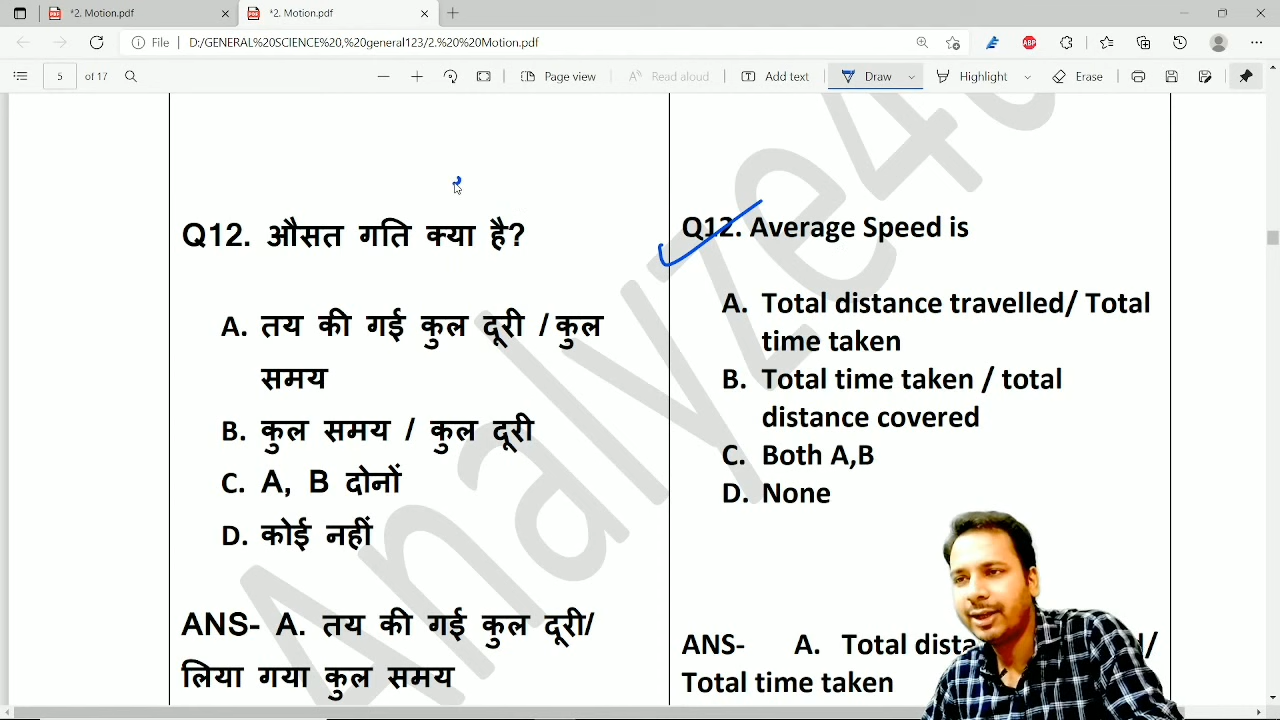 *2. Motion.pdf
*2. Motion.pdf
File D:/GENERAL%20SCIENCE%20,%20general123/2.%20%20Motion.pdf
ABP
5 of 17
Page view
Read aloud
Add text
Draw
Highlight
Erase
Analyze4u
Q12. औसत गति क्या है?
A. तय की गई कुल दूरी / कुल
समय
B. कुल समय / कुल दूरी
C. A, B दोनों
D. कोई नहीं
ANS- A. तय की गई कुल दूरी/
लिया गया कुल समय
Q12. Average Speed is
A. Total distance travelled/ Total
time taken
B. Total time taken / total
distance covered
C. Both A,B
D. None
ANS- A. Total
Total time taken